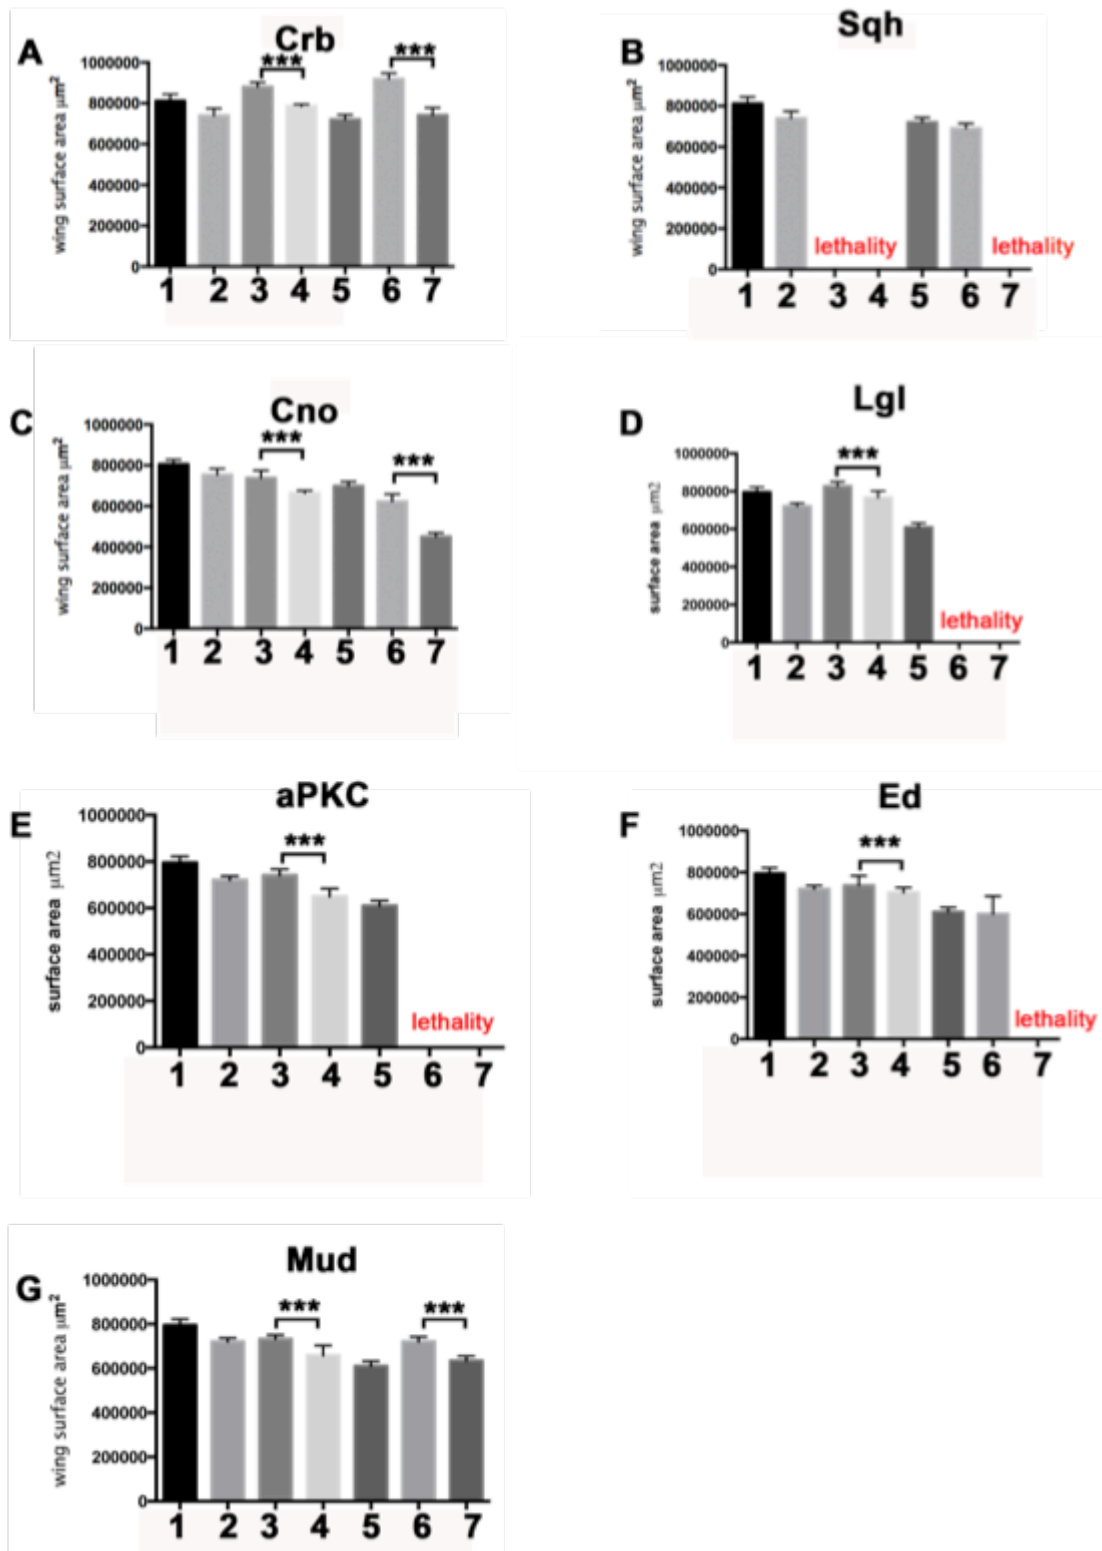 A
Crb
***
***
wing surface area μm²
1000000
800000
600000
400000
200000
0
1 2 3 4 5 6 7
B
Sqh
wing surface area μm²
1000000
800000
600000
400000
200000
0
lethality
lethality
1 2 3 4 5 6 7
C
Cno
***
***
wing surface area μm²
1000000
800000
600000
400000
200000
0
1 2 3 4 5 6 7
D
Lgl
***
surface area μm2
1000000
800000
600000
400000
200000
0
lethality
1 2 3 4 5 6 7
E
aPKC
***
surface area μm2
1000000
800000
600000
400000
200000
0
lethality
1 2 3 4 5 6 7
F
Ed
***
surface area μm2
1000000
800000
600000
400000
200000
0
lethality
1 2 3 4 5 6 7
G
Mud
***
***
wing surface area μm²
1000000
800000
600000
400000
200000
0
1 2 3 4 5 6 7